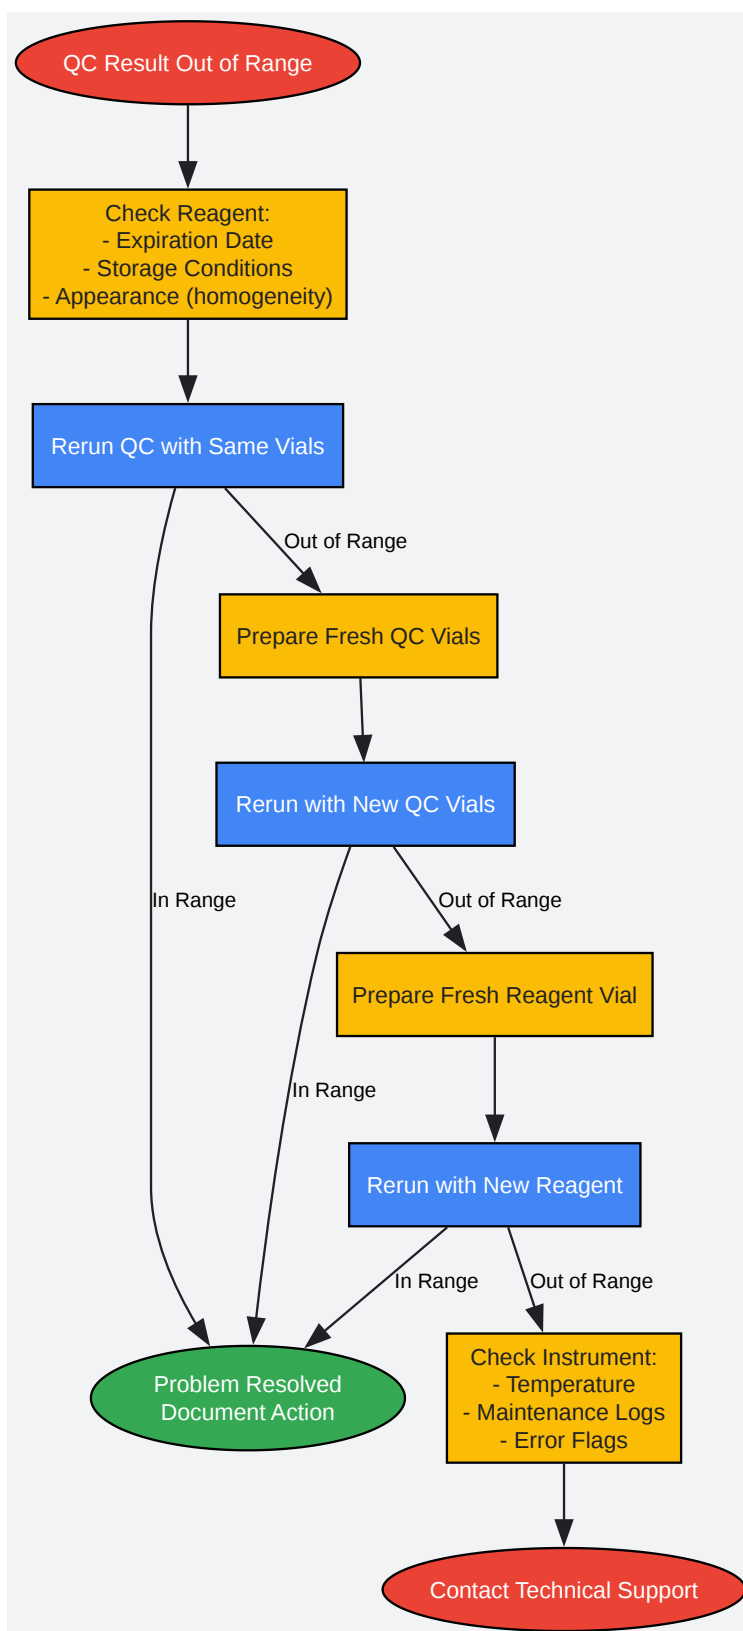 QC Result Out of Range
Check Reagent:
- Expiration Date
- Storage Conditions
- Appearance (homogeneity)
Rerun QC with Same Vials
Out of Range
Prepare Fresh QC Vials
Rerun with New QC Vials
In Range
Out of Range
Prepare Fresh Reagent Vial
In Range
Rerun with New Reagent
In Range
Out of Range
Problem Resolved
Document Action
Check Instrument:
- Temperature
- Maintenance Logs
- Error Flags
Contact Technical Support